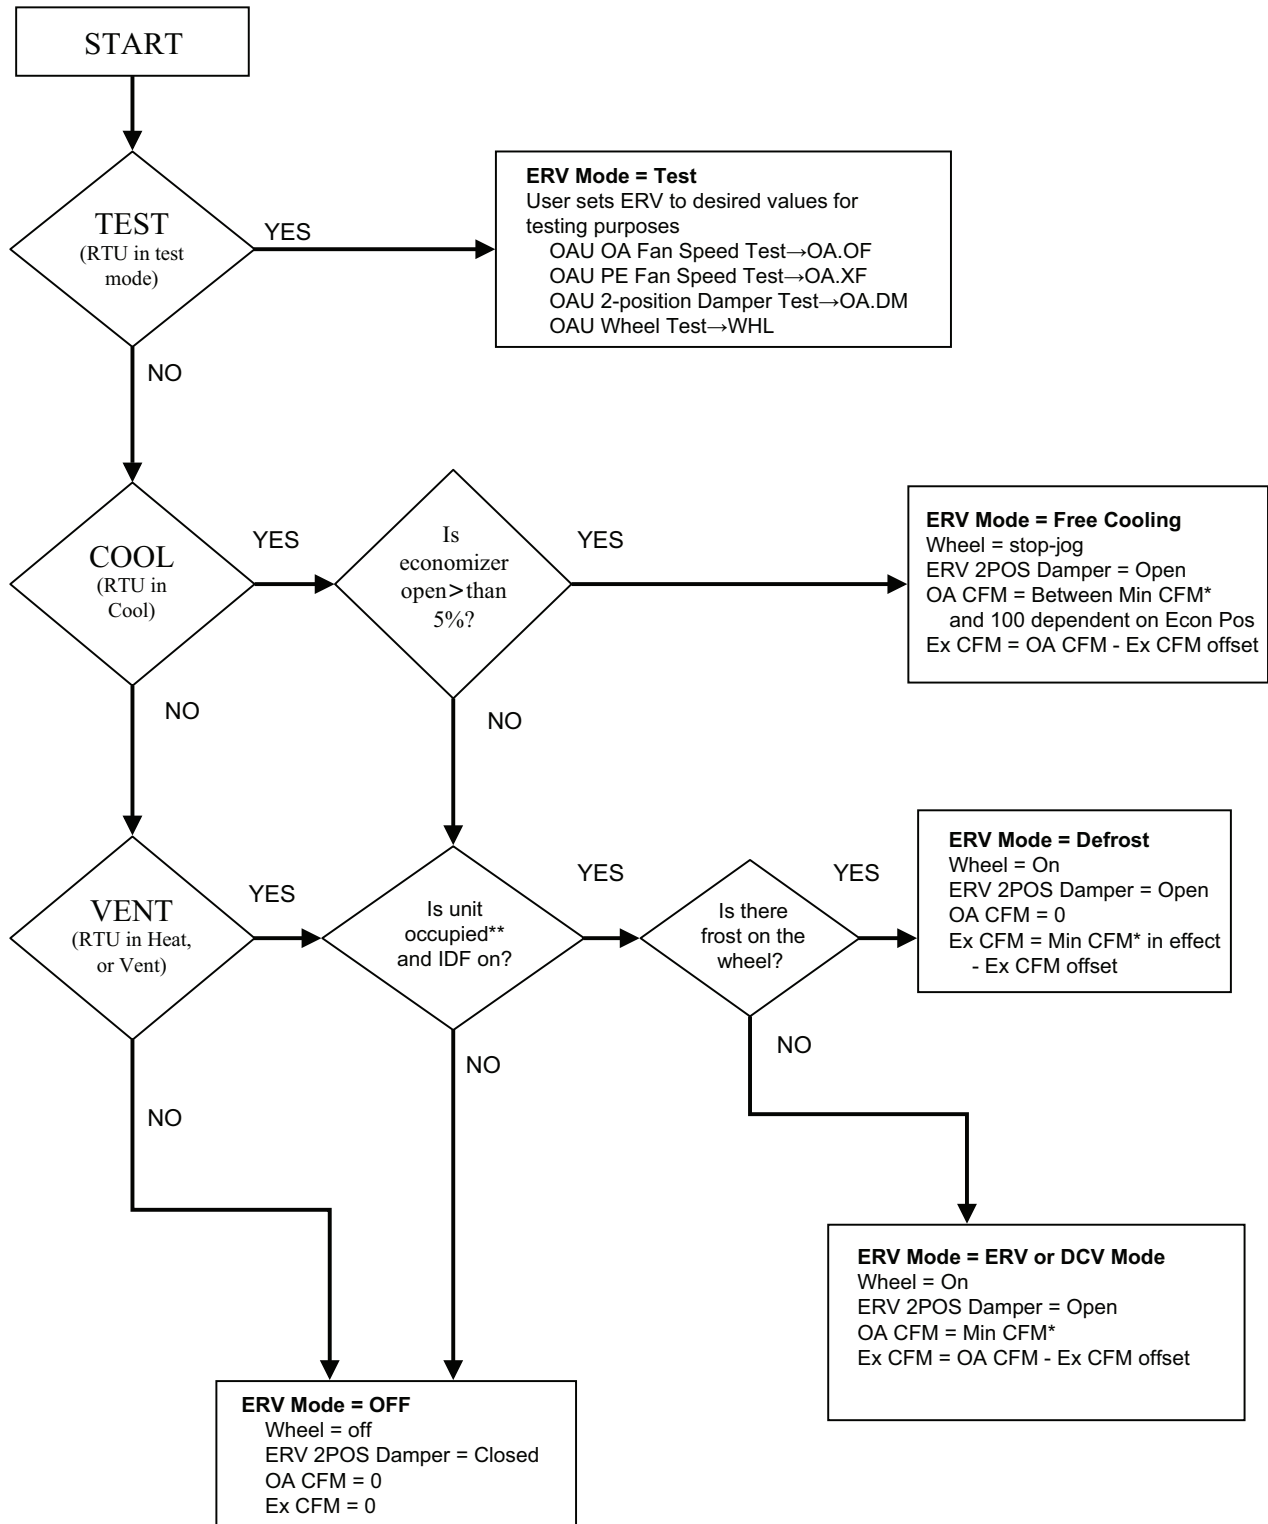 START
TEST
(RTU in test
mode)
YES
ERV Mode = Test
User sets ERV to desired values for
testing purposes
OAU OA Fan Speed Test→OA.OF
OAU PE Fan Speed Test→OA.XF
OAU 2-position Damper Test→OA.DM
OAU Wheel Test→WHL
NO
COOL
(RTU in
Cool)
YES
Is
economizer
open>than
5%?
YES
ERV Mode = Free Cooling
Wheel = stop-jog
ERV 2POS Damper = Open
OA CFM = Between Min CFM*
and 100 dependent on Econ Pos
Ex CFM = OA CFM - Ex CFM offset
NO
NO
VENT
(RTU in Heat,
or Vent)
YES
Is unit
occupied**
and IDF on?
YES
Is there
frost on the
wheel?
YES
ERV Mode = Defrost
Wheel = On
ERV 2POS Damper = Open
OA CFM = 0
Ex CFM = Min CFM* in effect
- Ex CFM offset
NO
NO
NO
ERV Mode = ERV or DCV Mode
Wheel = On
ERV 2POS Damper = Open
OA CFM = Min CFM*
Ex CFM = OA CFM - Ex CFM offset
ERV Mode = OFF
Wheel = off
ERV 2POS Damper = Closed
OA CFM = 0
Ex CFM = 0